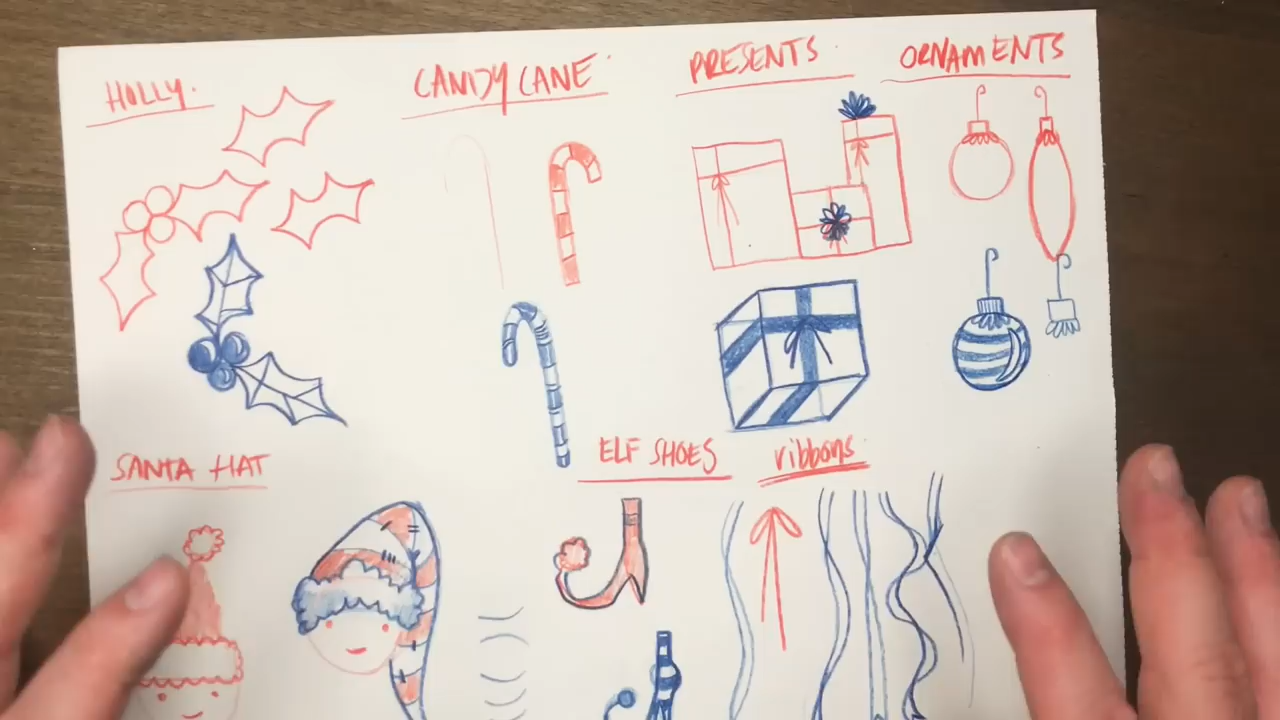 HOLLY.
CANDY CANE
PRESENTS
ORNAMENTS
SANTA HAT
ELF SHOES
ribbons